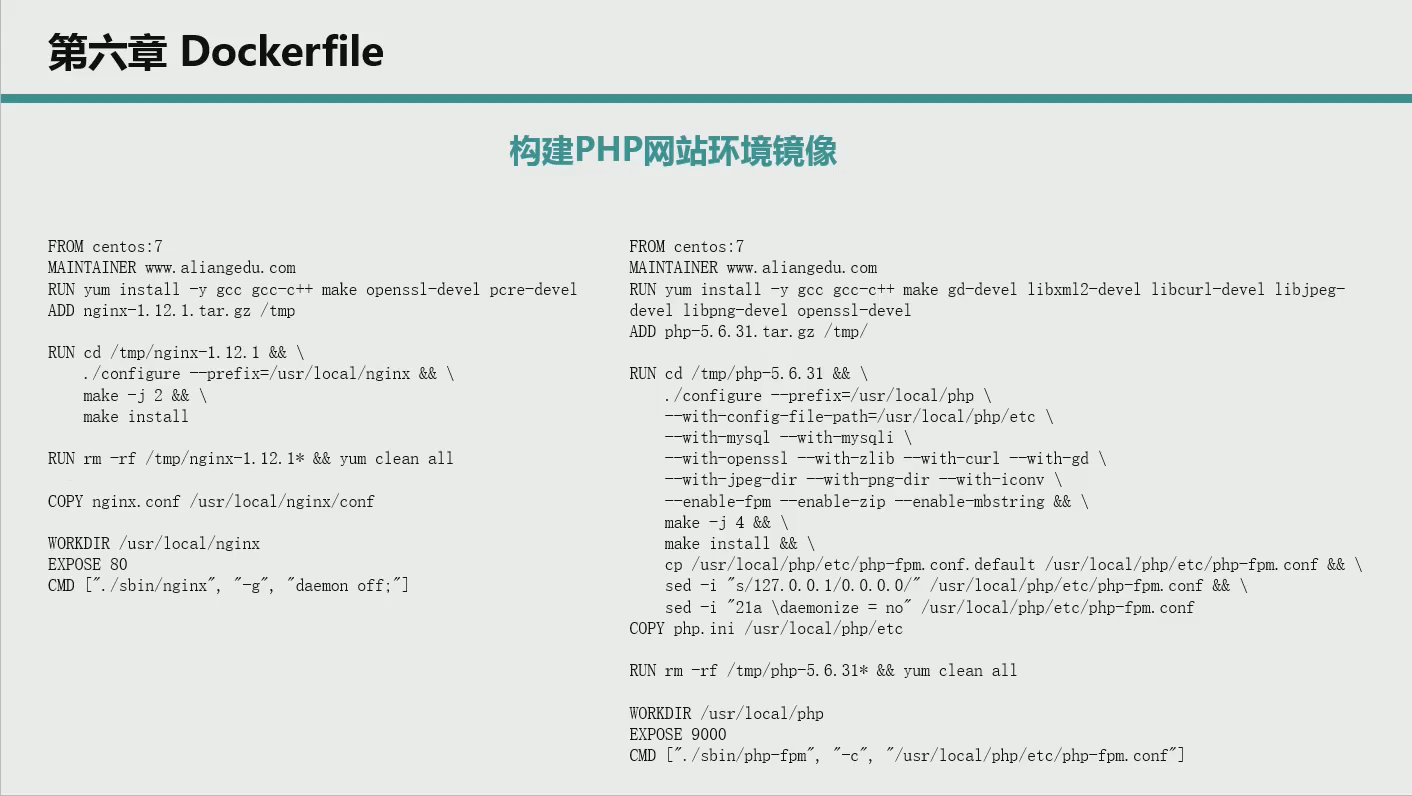 第六章 Dockerfile
构建PHP网站环境镜像
FROM centos:7
MAINTAINER www.aliangedu.com
RUN yum install -y gcc gcc-c++ make openssl-devel pcre-devel
ADD nginx-1.12.1.tar.gz /tmp
RUN cd /tmp/nginx-1.12.1 && \
./configure --prefix=/usr/local/nginx && \
make -j 2 && \
make install
RUN rm -rf /tmp/nginx-1.12.1* && yum clean all
COPY nginx.conf /usr/local/nginx/conf
WORKDIR /usr/local/nginx
EXPOSE 80
CMD ["./sbin/nginx", "-g", "daemon off;"]
FROM centos:7
MAINTAINER www.aliangedu.com
RUN yum install -y gcc gcc-c++ make gd-devel libxml2-devel libcurl-devel libjpeg-
devel libpng-devel openssl-devel
ADD php-5.6.31.tar.gz /tmp/
RUN cd /tmp/php-5.6.31 && \
./configure --prefix=/usr/local/php \
--with-config-file-path=/usr/local/php/etc \
--with-mysql --with-mysqli \
--with-openssl --with-zlib --with-curl --with-gd \
--with-jpeg-dir --with-png-dir --with-iconv \
--enable-fpm --enable-zip --enable-mbstring && \
make -j 4 && \
make install && \
cp /usr/local/php/etc/php-fpm.conf.default /usr/local/php/etc/php-fpm.conf && \
sed -i "s/127.0.0.1/0.0.0.0/" /usr/local/php/etc/php-fpm.conf && \
sed -i "21a \daemonize = no" /usr/local/php/etc/php-fpm.conf
COPY php.ini /usr/local/php/etc
RUN rm -rf /tmp/php-5.6.31* && yum clean all
WORKDIR /usr/local/php
EXPOSE 9000
CMD ["./sbin/php-fpm", "-c", "/usr/local/php/etc/php-fpm.conf"]